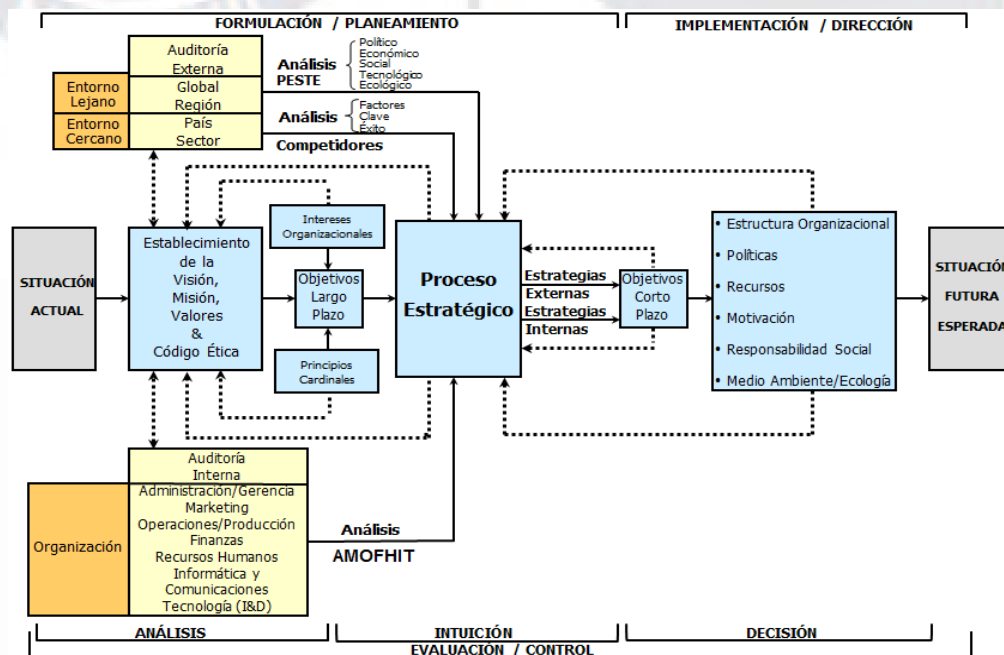 FORMULACIÓN / PLANEAMIENTO
IMPLEMENTACIÓN / DIRECCIÓN
Auditoría
Externa
Entorno
Lejano
Global
Región
Entorno
Cercano
País
Sector
Análisis
PESTE
Político
Económico
Social
Tecnológico
Ecológico
Análisis
Competidores
Factores
Clave
Éxito
SITUACIÓN
ACTUAL
Establecimiento
de la
Visión,
Misión,
Valores
&
Código Ética
Intereses
Organizacionales
Objetivos
Largo
Plazo
Principios
Cardinales
Proceso
Estratégico
Estrategias
Externas
Estrategias
Internas
Objetivos
Corto
Plazo
• Estructura Organizacional
• Políticas
• Recursos
• Motivación
• Responsabilidad Social
• Medio Ambiente/Ecología
SITUACIÓN
FUTURA
ESPERADA
Auditoría
Interna
Organización
Administración/Gerencia
Marketing
Operaciones/Producción
Finanzas
Recursos Humanos
Informática y
Comunicaciones
Tecnología (I&D)
Análisis
AMOFHIT
ANÁLISIS
INTUICIÓN
DECISIÓN
EVALUACIÓN / CONTROL